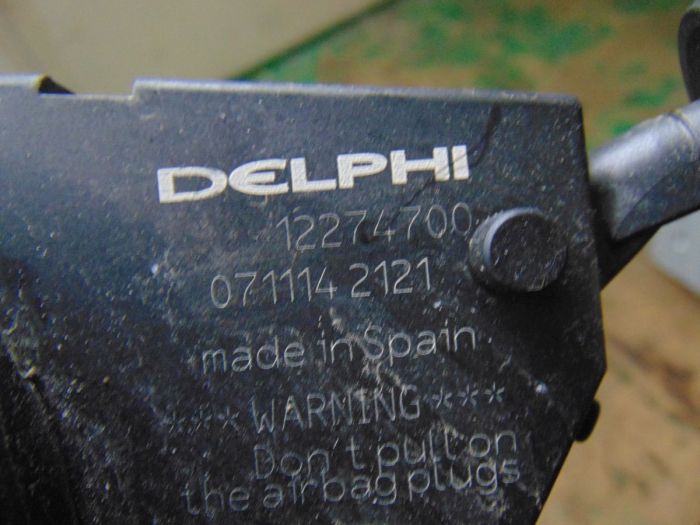 DELPHI
12274700
071114 2121
made in Spain
***WARNING***
Don't pull on
the airbag plugs